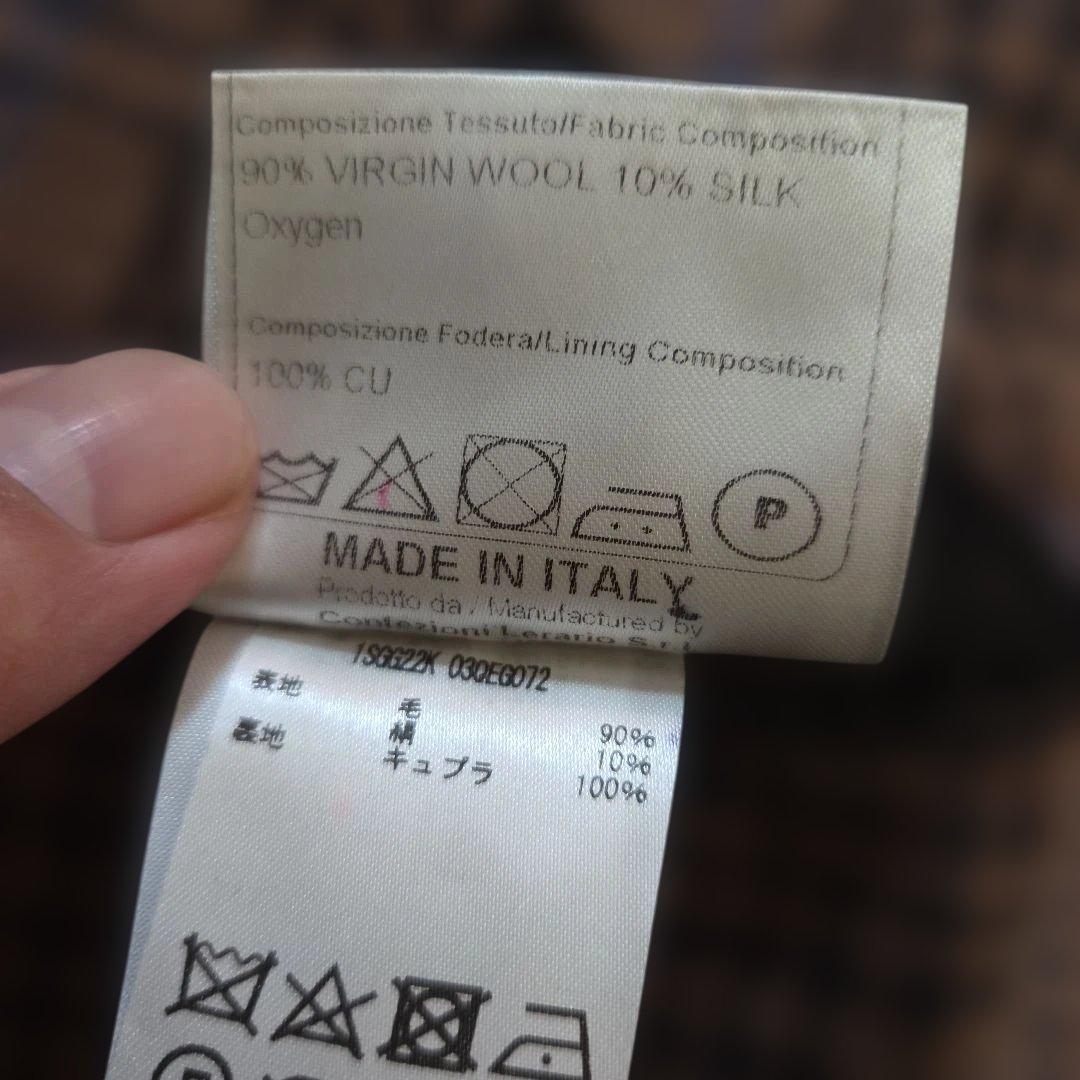 Composizione Tessuto/Fabric Composition
90% VIRGIN WOOL 10% SILK
Oxygen
Composizione Fodera/Lining Composition
100% CU
P
MADE IN ITALY
Prodotto da / Manufactured by
Confezioni Lerario S.r.l
1SGG22K 03QEG072
表地 毛 90%
絹 10%
裏地 キュプラ 100%